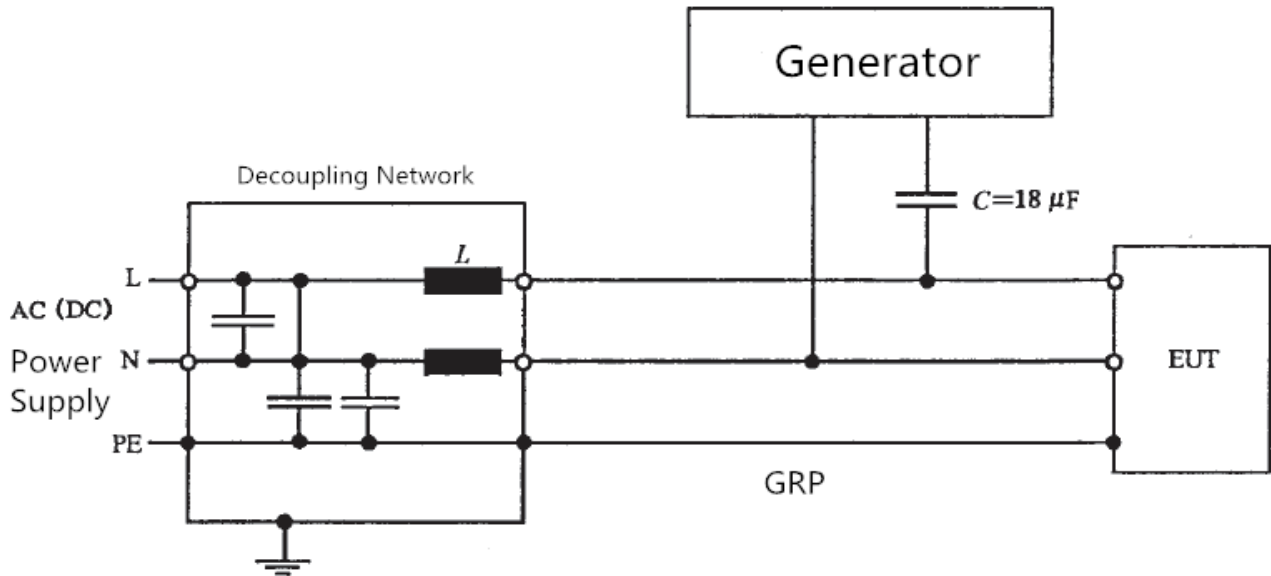 Generator
Decoupling Network
C=18 μF
L
L
AC (DC)
Power N
Supply
PE
EUT
GRP